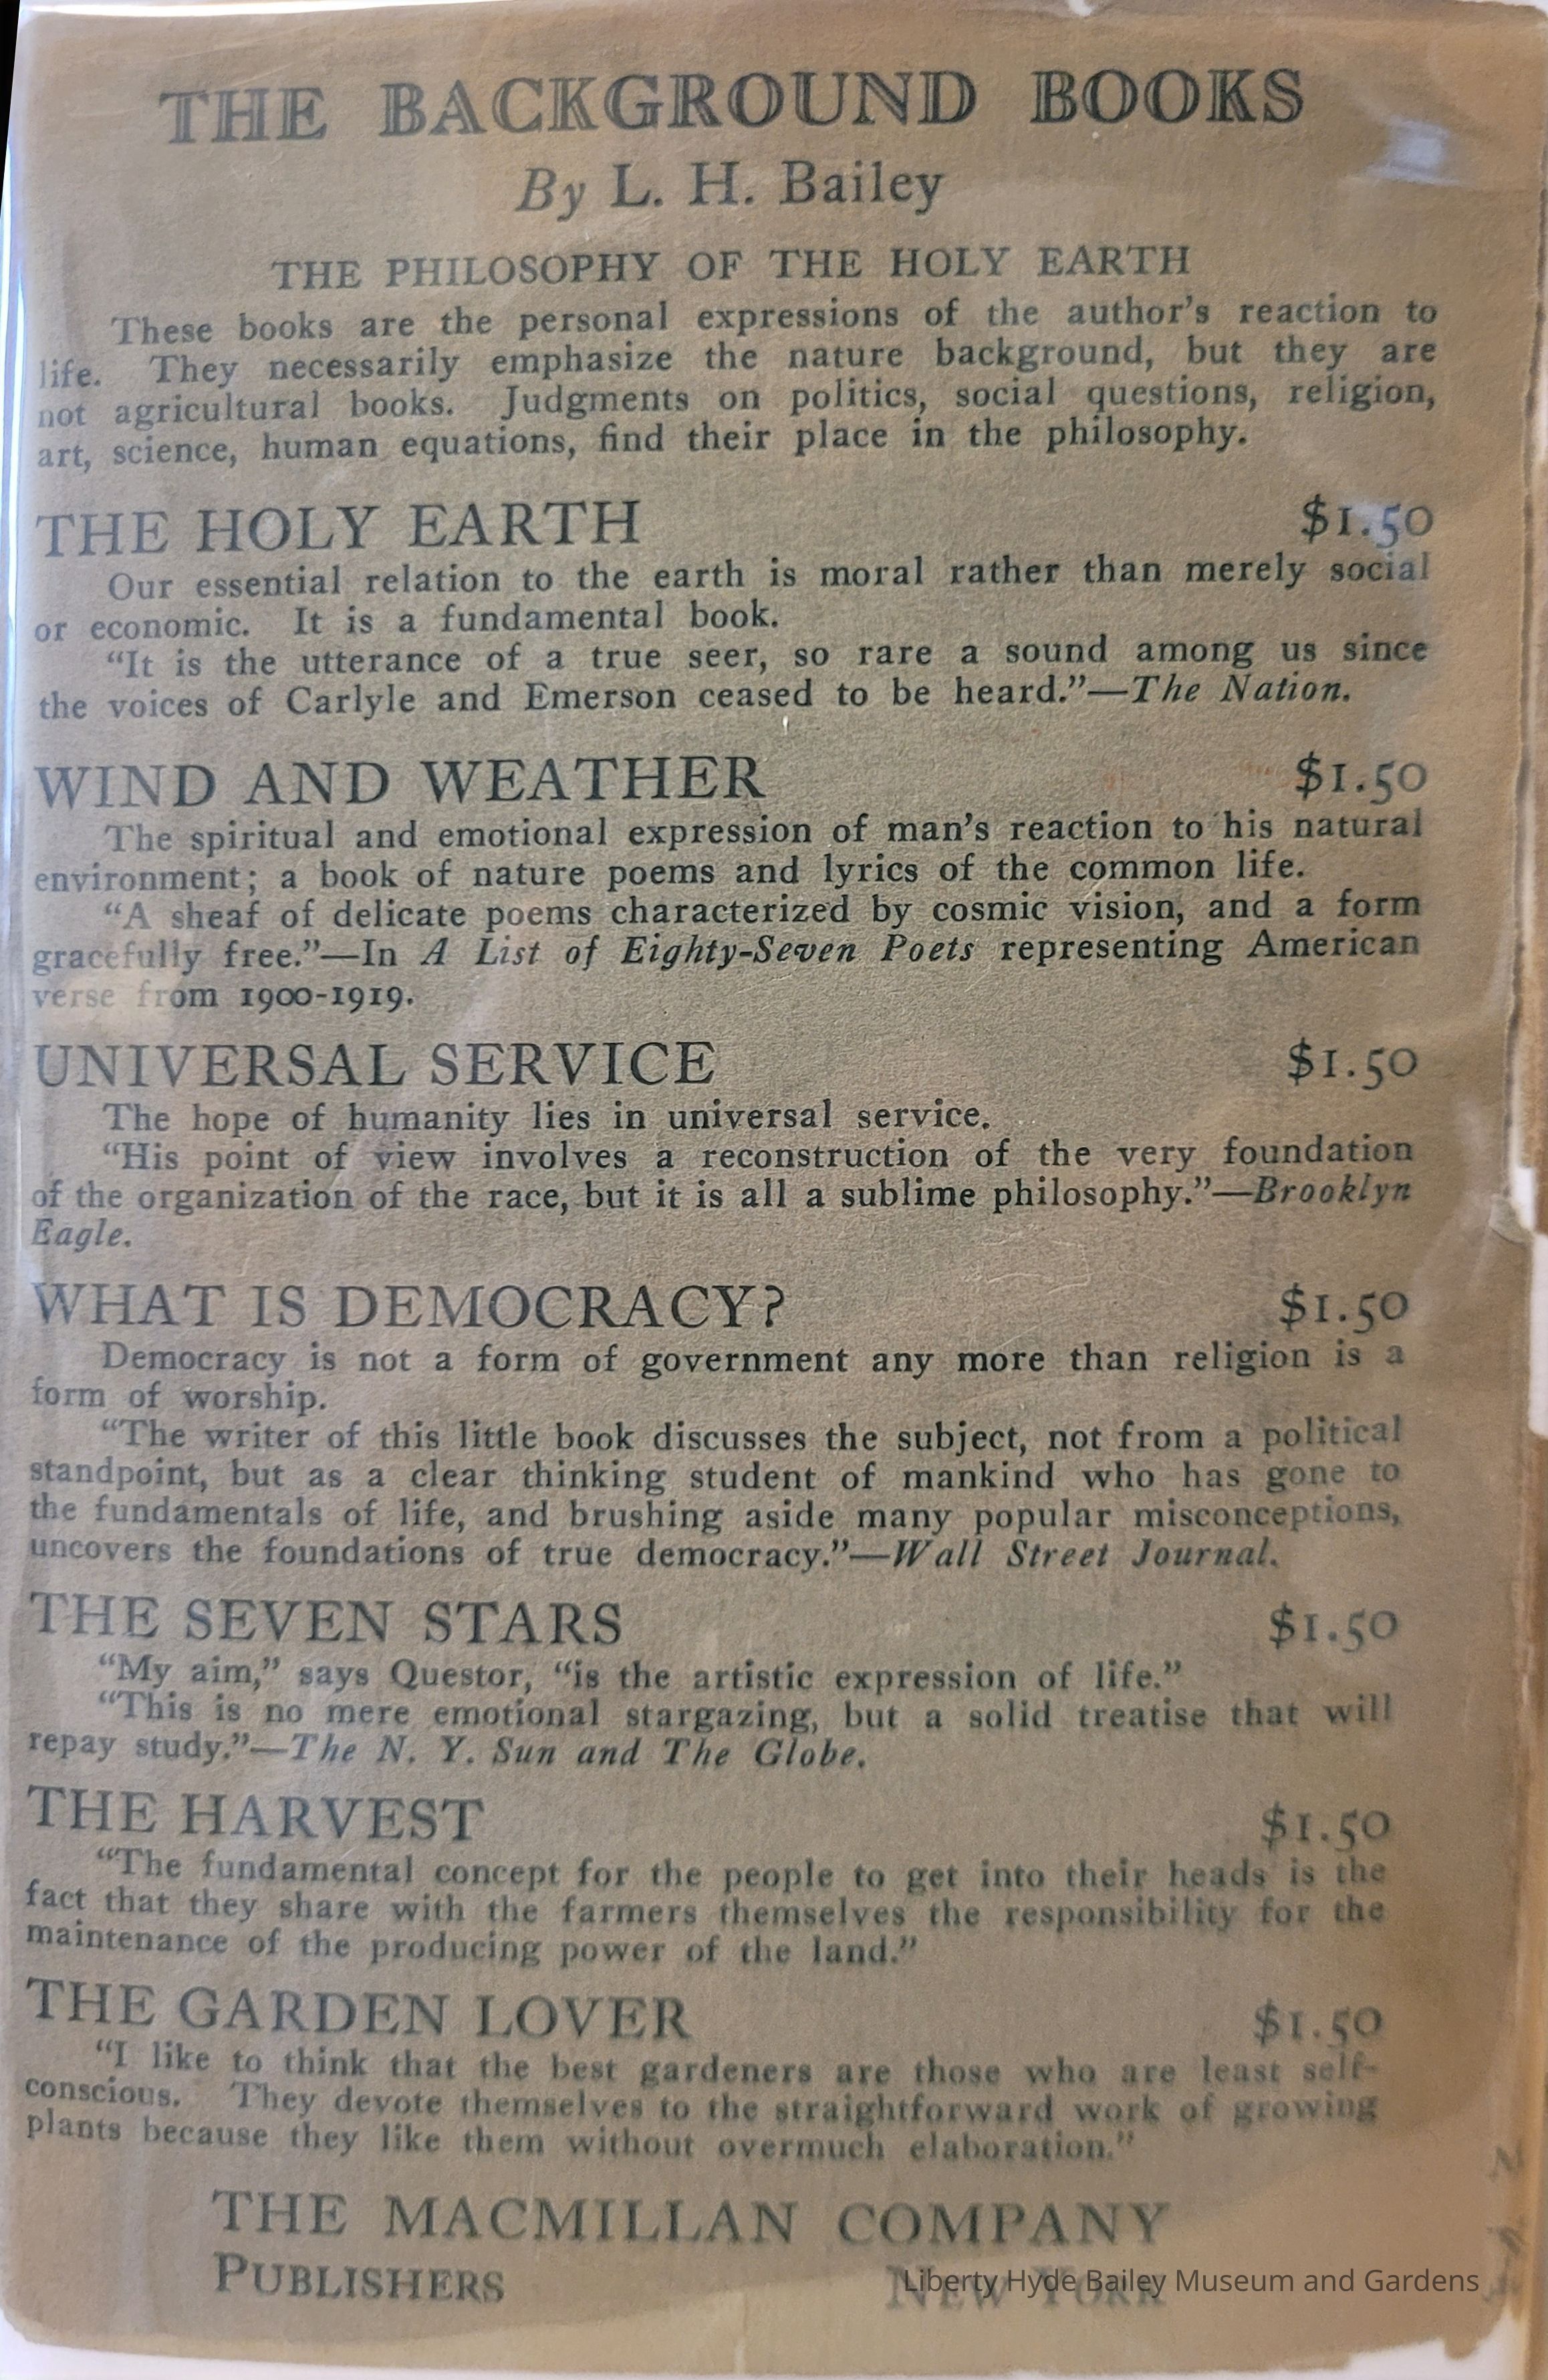 THE BACKGROUND BOOKS
By L. H. Bailey
THE PHILOSOPHY OF THE HOLY EARTH
These books are the personal expressions of the author's reaction to
life. They necessarily emphasize the nature background, but they are
not agricultural books. Judgments on politics, social questions, religion,
art, science, human equations, find their place in the philosophy.
THE HOLY EARTH $1.50
Our essential relation to the earth is moral rather than merely social
or economic. It is a fundamental book.
“It is the utterance of a true seer, so rare a sound among us since
the voices of Carlyle and Emerson ceased to be heard.”—The Nation.
WIND AND WEATHER $1.50
The spiritual and emotional expression of man's reaction to his natural
environment; a book of nature poems and lyrics of the common life.
“A sheaf of delicate poems characterized by cosmic vision, and a form
gracefully free.”—In A List of Eighty-Seven Poets representing American
verse from 1900-1919.
UNIVERSAL SERVICE $1.50
The hope of humanity lies in universal service.
“His point of view involves a reconstruction of the very foundation
of the organization of the race, but it is all a sublime philosophy.”—Brooklyn
Eagle.
WHAT IS DEMOCRACY? $1.50
Democracy is not a form of government any more than religion is a
form of worship.
“The writer of this little book discusses the subject, not from a political
standpoint, but as a clear thinking student of mankind who has gone to
the fundamentals of life, and brushing aside many popular misconceptions,
uncovers the foundations of true democracy.”—Wall Street Journal.
THE SEVEN STARS $1.50
“My aim,” says Questor, “is the artistic expression of life.”
“This is no mere emotional stargazing, but a solid treatise that will
repay study.”—The N. Y. Sun and The Globe.
THE HARVEST $1.50
“The fundamental concept for the people to get into their heads is the
fact that they share with the farmers themselves the responsibility for the
maintenance of the producing power of the land.”
THE GARDEN LOVER $1.50
“I like to think that the best gardeners are those who are least self-
conscious. They devote themselves to the straightforward work of growing
plants because they like them without overmuch elaboration.”
THE MACMILLAN COMPANY
PUBLISHERS NEW YORK
Liberty Hyde Bailey Museum and Gardens